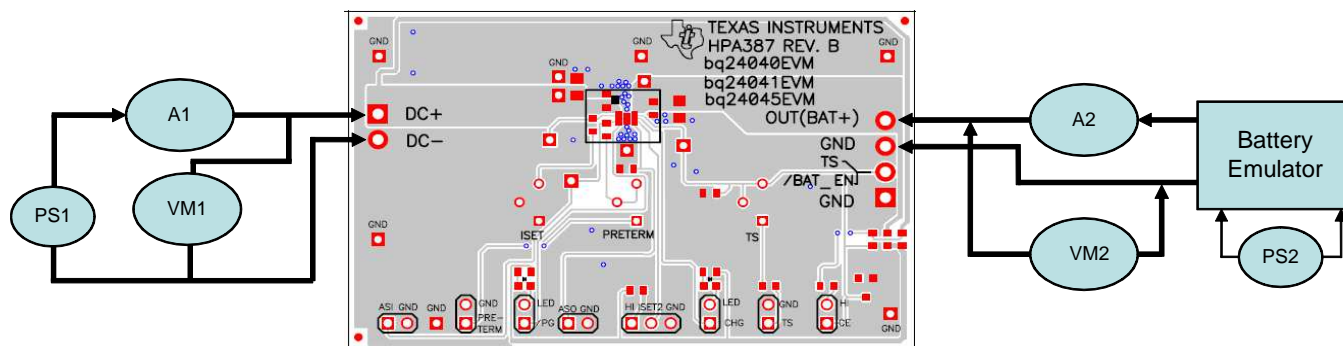 TEXAS INSTRUMENTS
HPA387 REV. B
bq24040EVM
bq24041EVM
bq24045EVM
GND
GND
GND
GND
A1
DC+
DC−
PS1
VM1
OUT(BAT+)
GND
TS
/BAT_EN
GND
A2
Battery
Emulator
VM2
PS2
GND
ISET
PRETERM
TS
ASI GND
GND
GND
PRE-
TERM
LED
/PG
ASO GND
HI ISET2 GND
LED
CHG
GND
TS
HI
CE
GND